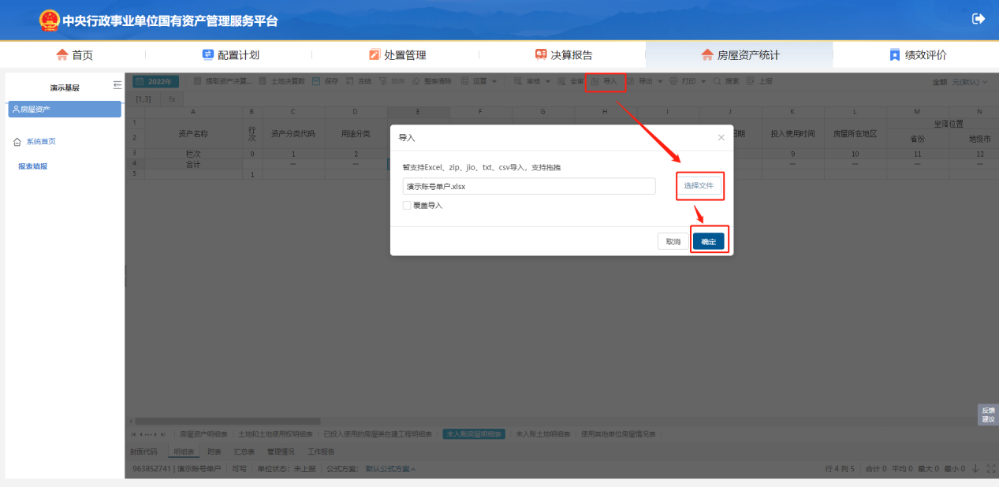 中央行政事业单位国有资产管理服务平台
首页 配置计划 处置管理 决算报告 房屋资产统计 绩效评价
演示基层
房屋资产
系统首页
报表填报
2022年 提取资产决算... 土地决算数 保存 冻结 排序 整表清除 运算 审核 全审 导入 导出 打印 搜索 上报 金额 元(默认)
[1,3] fx
A B C D E F G H I J K L M N
1 坐落位置
2 资产名称 行次 资产分类代码 用途分类 日期 投入使用时间 房屋所在地区 省份 地级市
3 栏次 0 1 2 9 10 11 12
4 合计 — — — — — —
5 1
导入
暂支持Excel、zip、jio、txt、csv导入，支持拖拽
演示账号单户.xlsx
选择文件
覆盖导入
取消 确定
反馈
建议
房屋资产明细表 土地和土地使用权明细表 已投入使用的房屋类在建工程明细表 未入账房屋明细表 未入账土地明细表 使用其他单位房屋情况表
封面代码 明细表 附表 汇总表 管理情况 工作报告
963852741 | 演示账号单户 可写 单位状态：未上报 公式方案： 默认公式方案 行 4 列 5 合计 0 平均 0 最大 0 最小 0